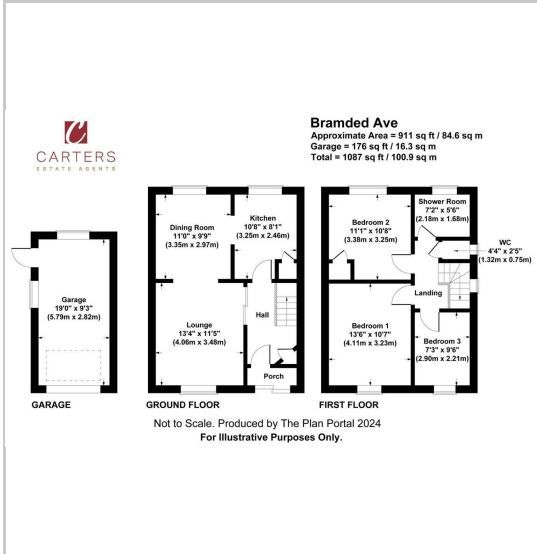 Bramded Ave
Approximate Area = 911 sq ft / 84.6 sq m
Garage = 176 sq ft / 16.3 sq m
Total = 1087 sq ft / 100.9 sq m
C
CARTERS
ESTATE AGENTS
Garage
19'0" x 9'3"
(5.79m x 2.82m)
GARAGE
Dining Room
11'0" x 9'9"
(3.35m x 2.97m)
Kitchen
10'8" x 8'1"
(3.25m x 2.46m)
Lounge
13'4" x 11'5"
(4.06m x 3.48m)
Hall
Porch
GROUND FLOOR
Bedroom 2
11'1" x 10'8"
(3.38m x 3.25m)
Shower Room
7'2" x 5'6"
(2.18m x 1.68m)
WC
4'4" x 2'5"
(1.32m x 0.75m)
Landing
Bedroom 1
13'6" x 10'7"
(4.11m x 3.23m)
Bedroom 3
7'3" x 9'6"
(2.90m x 2.21m)
FIRST FLOOR
Not to Scale. Produced by The Plan Portal 2024
For Illustrative Purposes Only.